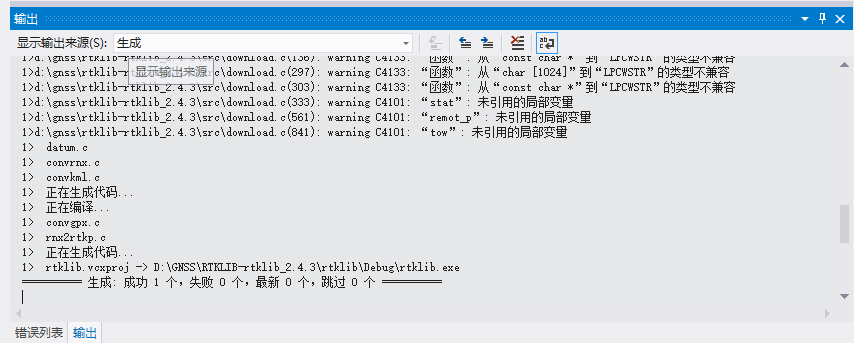 输出
显示输出来源(S): 生成
1>d:\gnss\rtklib-rtklib_2.4.3\src\download.c(156): warning C4133: “函数”: 从“const char *”到“LPCWSTR”的类型不兼容
1>d:\gnss\rtklib-rtklib_2.4.3\src\download.c(297): warning C4133: “函数”: 从“char [1024]”到“LPCWSTR”的类型不兼容
显示输出来源
1>d:\gnss\rtklib-rtklib_2.4.3\src\download.c(303): warning C4133: “函数”: 从“const char *”到“LPCWSTR”的类型不兼容
1>d:\gnss\rtklib-rtklib_2.4.3\src\download.c(333): warning C4101: “stat”: 未引用的局部变量
1>d:\gnss\rtklib-rtklib_2.4.3\src\download.c(561): warning C4101: “remot_p”: 未引用的局部变量
1>d:\gnss\rtklib-rtklib_2.4.3\src\download.c(841): warning C4101: “tow”: 未引用的局部变量
1> datum.c
1> convrnx.c
1> convkml.c
1> 正在生成代码...
1> 正在编译...
1> convgpx.c
1> rnx2rtkp.c
1> 正在生成代码...
1> rtklib.vcxproj -> D:\GNSS\RTKLIB-rtklib_2.4.3\rtklib\Debug\rtklib.exe
========== 生成: 成功 1 个，失败 0 个，最新 0 个，跳过 0 个 ==========
错误列表 输出